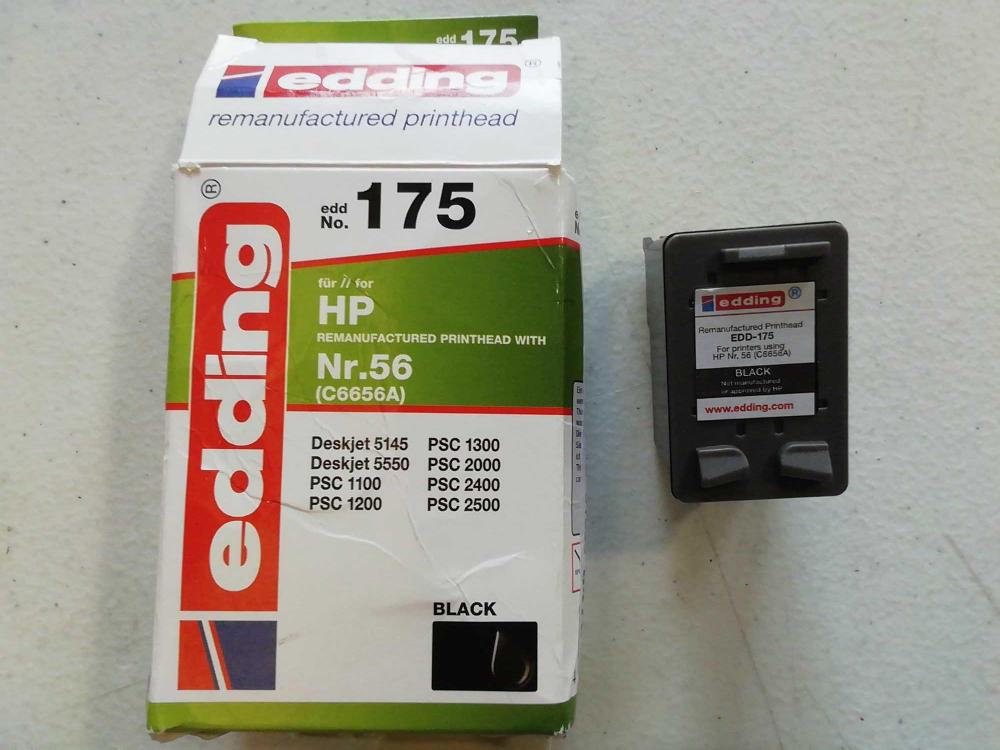 edd 175
edding®
remanufactured printhead
®
edd No. 175
edding
für // for
HP
REMANUFACTURED PRINTHEAD WITH
Nr.56
(C6656A)
Deskjet 5145 PSC 1300
Deskjet 5550 PSC 2000
PSC 1100 PSC 2400
PSC 1200 PSC 2500
BLACK
edding®
Remanufactured Printhead
EDD-175
For printers using
HP Nr. 56 (C6656A)
BLACK
Not manufactured
or approved by HP
www.edding.com